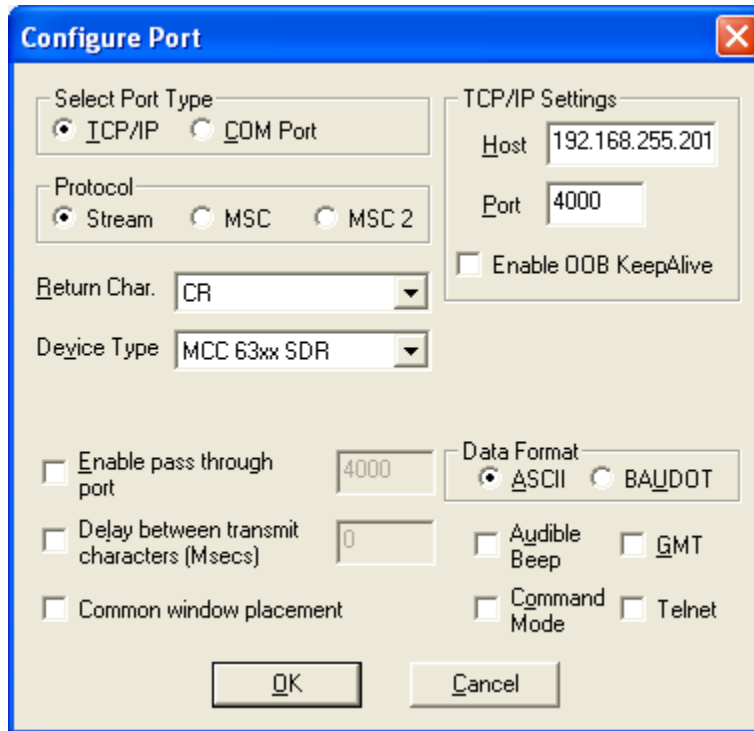 Configure Port
Select Port Type
TCP/IP COM Port
TCP/IP Settings
Host 192.168.255.201
Port 4000
Enable OOB KeepAlive
Protocol
Stream MSC MSC 2
Return Char. CR
Device Type MCC 63xx SDR
Enable pass through
port
4000
Delay between transmit
characters (Msecs)
0
Common window placement
Data Format
ASCII BAUDOT
Audible
Beep
GMT
Command
Mode
Telnet
OK Cancel